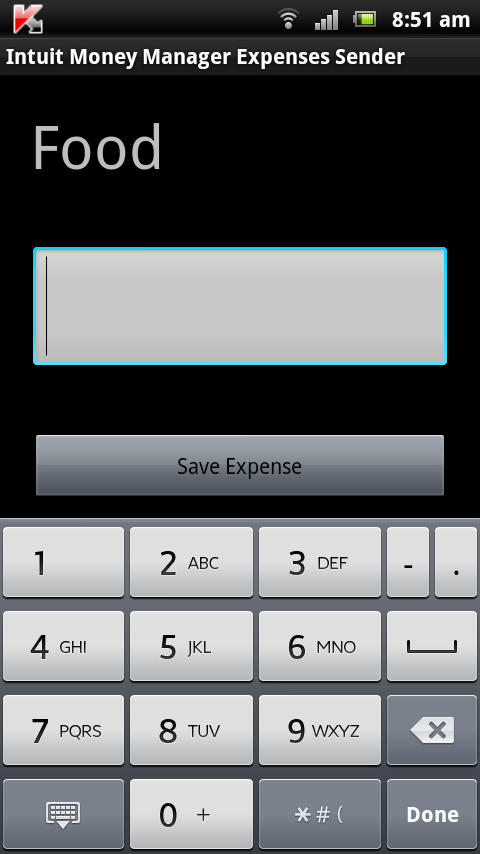 8:51 am
Intuit Money Manager Expenses Sender
Food
Save Expense
1 2 ABC 3 DEF - .
4 GHI 5 JKL 6 MNO
7 PQRS 8 TUV 9 WXYZ
0 + *#( Done